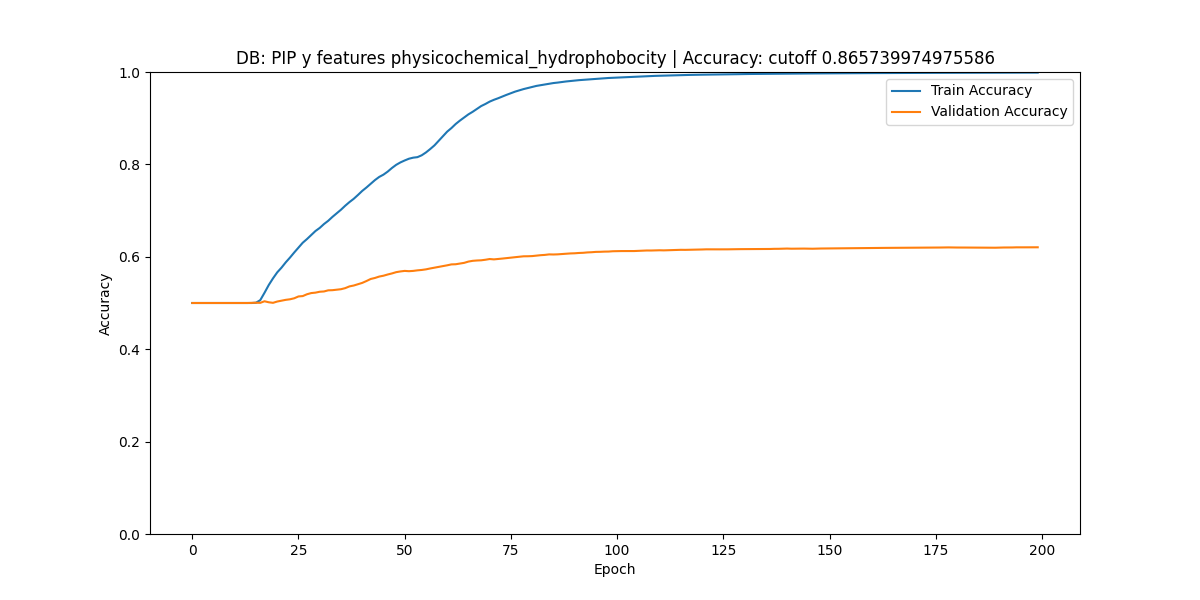 DB: PIP y features physicochemical_hydrophobocity | Accuracy: cutoff 0.865739974975586
Train Accuracy
Validation Accuracy
1.0
0.8
0.6
0.4
0.2
0.0
Accuracy
0 25 50 75 100 125 150 175 200
Epoch